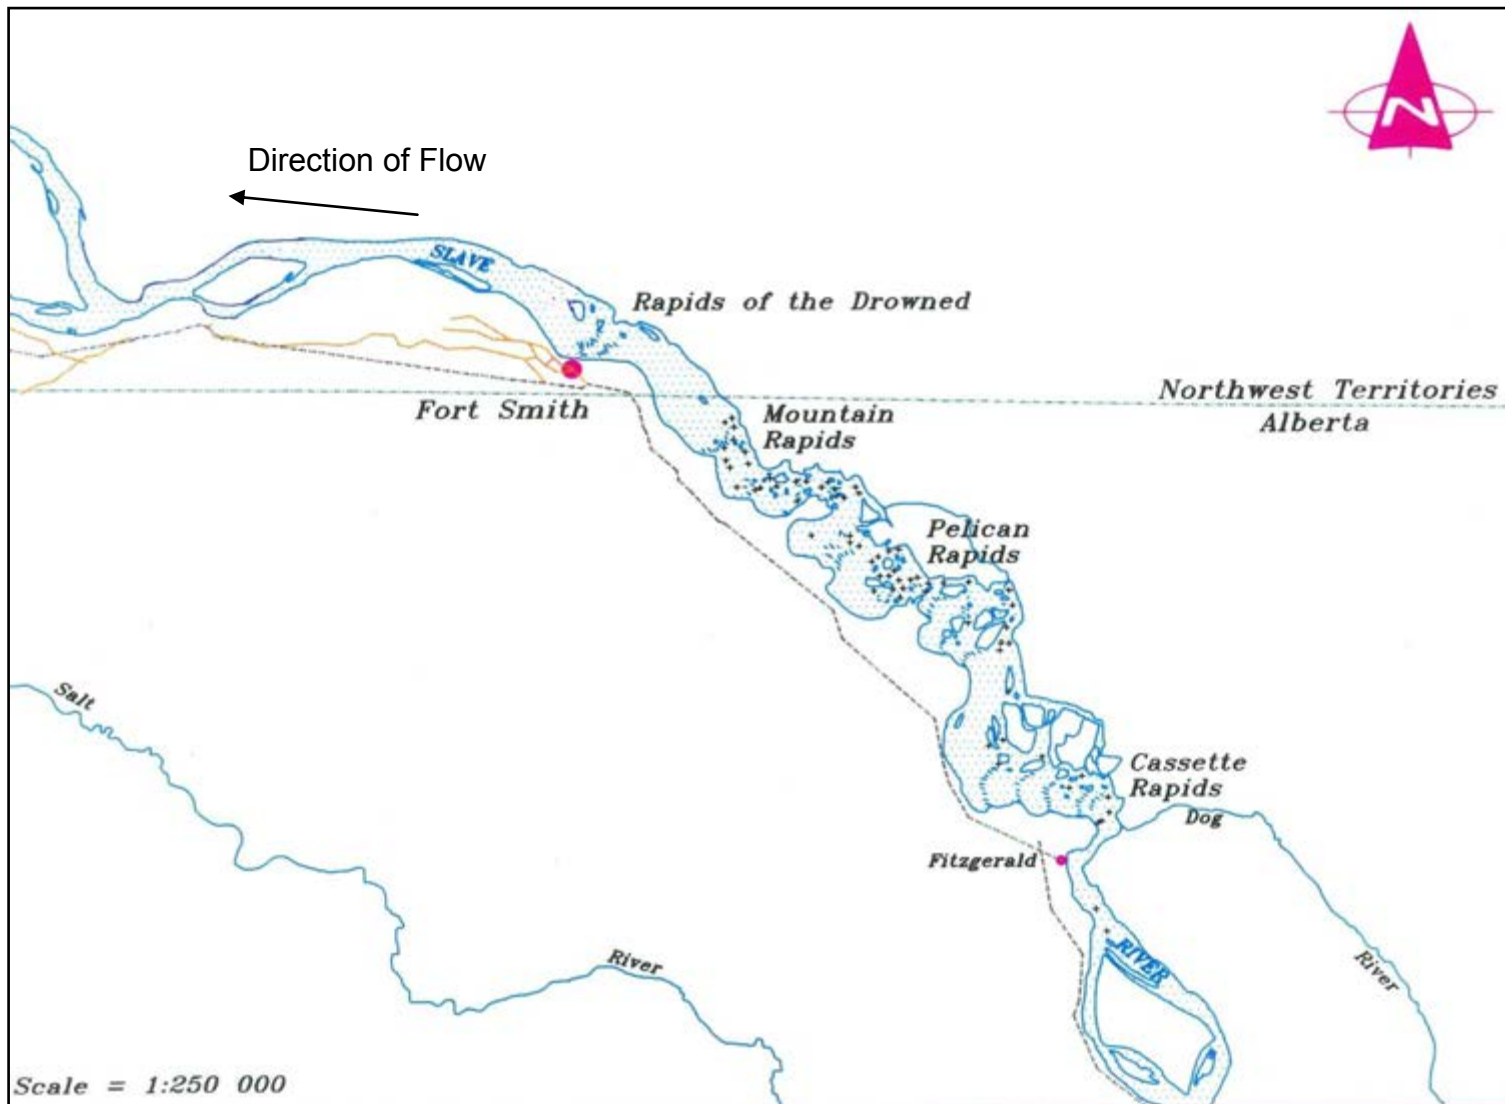 N
Direction of Flow
SLAVE
Rapids of the Drowned
Northwest Territories
Alberta
Fort Smith
Mountain
Rapids
Pelican
Rapids
Salt
Cassette
Rapids
Dog
Fitzgerald
RIVER
River
River
Scale = 1:250 000